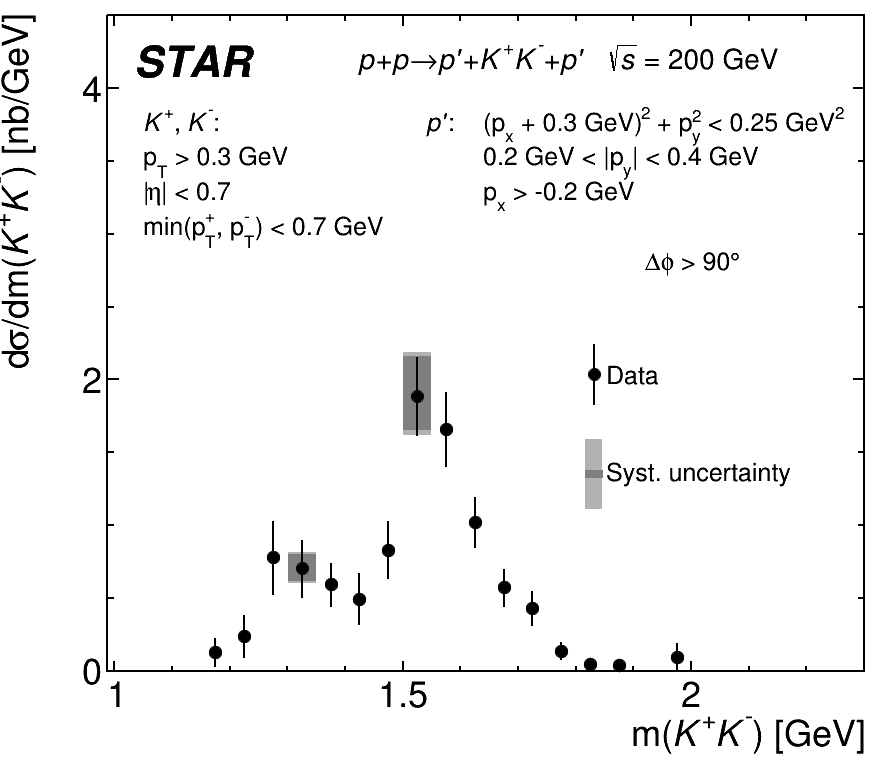 STAR
p+p→p′+K⁺K⁻+p′ √s = 200 GeV
K⁺, K⁻:
p_T > 0.3 GeV
|η| < 0.7
min(p_T⁺, p_T⁻) < 0.7 GeV
p′: (p_x + 0.3 GeV)² + p_y² < 0.25 GeV²
0.2 GeV < |p_y| < 0.4 GeV
p_x > -0.2 GeV
Δϕ > 90°
Data
Syst. uncertainty
dσ/dm(K⁺K⁻) [nb/GeV]
4
2
0
1 1.5 2
m(K⁺K⁻) [GeV]